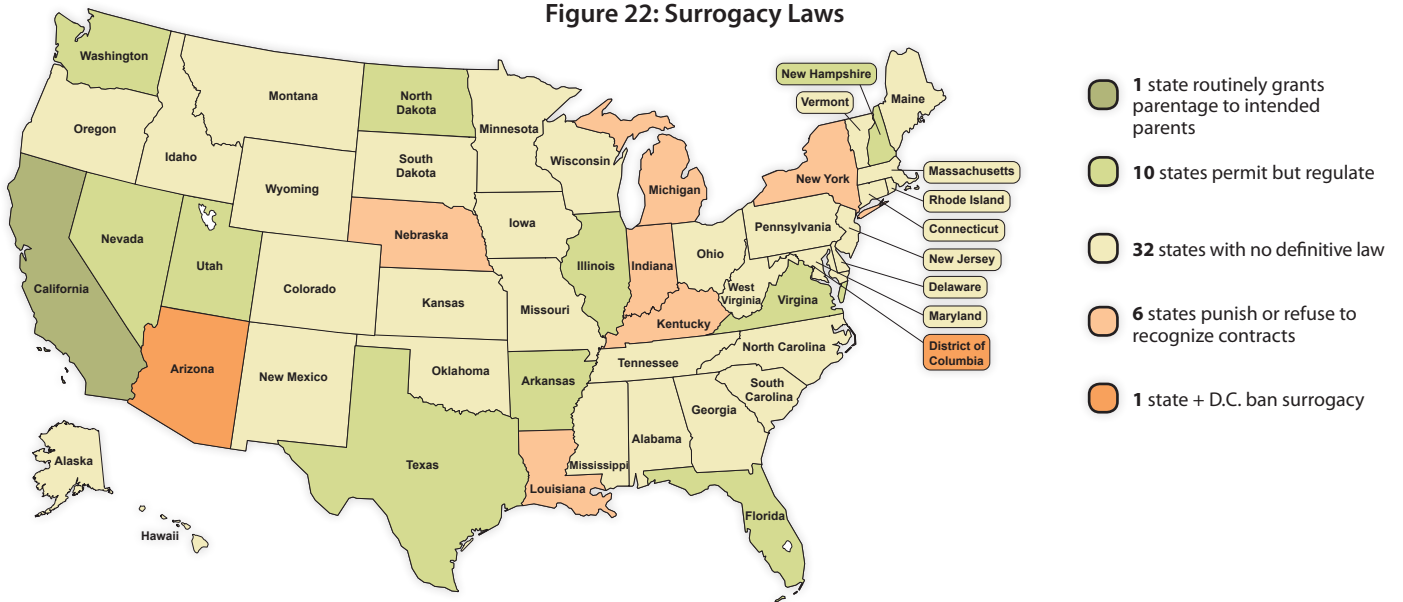 Figure 22: Surrogacy Laws
Washington
Oregon
California
Nevada
Idaho
Montana
Wyoming
Utah
Arizona
Colorado
New Mexico
North
Dakota
South
Dakota
Nebraska
Kansas
Oklahoma
Texas
Minnesota
Iowa
Missouri
Arkansas
Louisiana
Wisconsin
Illinois
Michigan
Indiana
Ohio
Kentucky
Tennessee
Mississippi
Alabama
Georgia
Florida
South
Carolina
North Carolina
Virgina
West
Virginia
Pennsylvania
New York
New Hampshire
Vermont
Maine
Massachusetts
Rhode Island
Connecticut
New Jersey
Delaware
Maryland
District of
Columbia
Alaska
Hawaii
1 state routinely grants
parentage to intended
parents
10 states permit but regulate
32 states with no definitive law
6 states punish or refuse to
recognize contracts
1 state + D.C. ban surrogacy